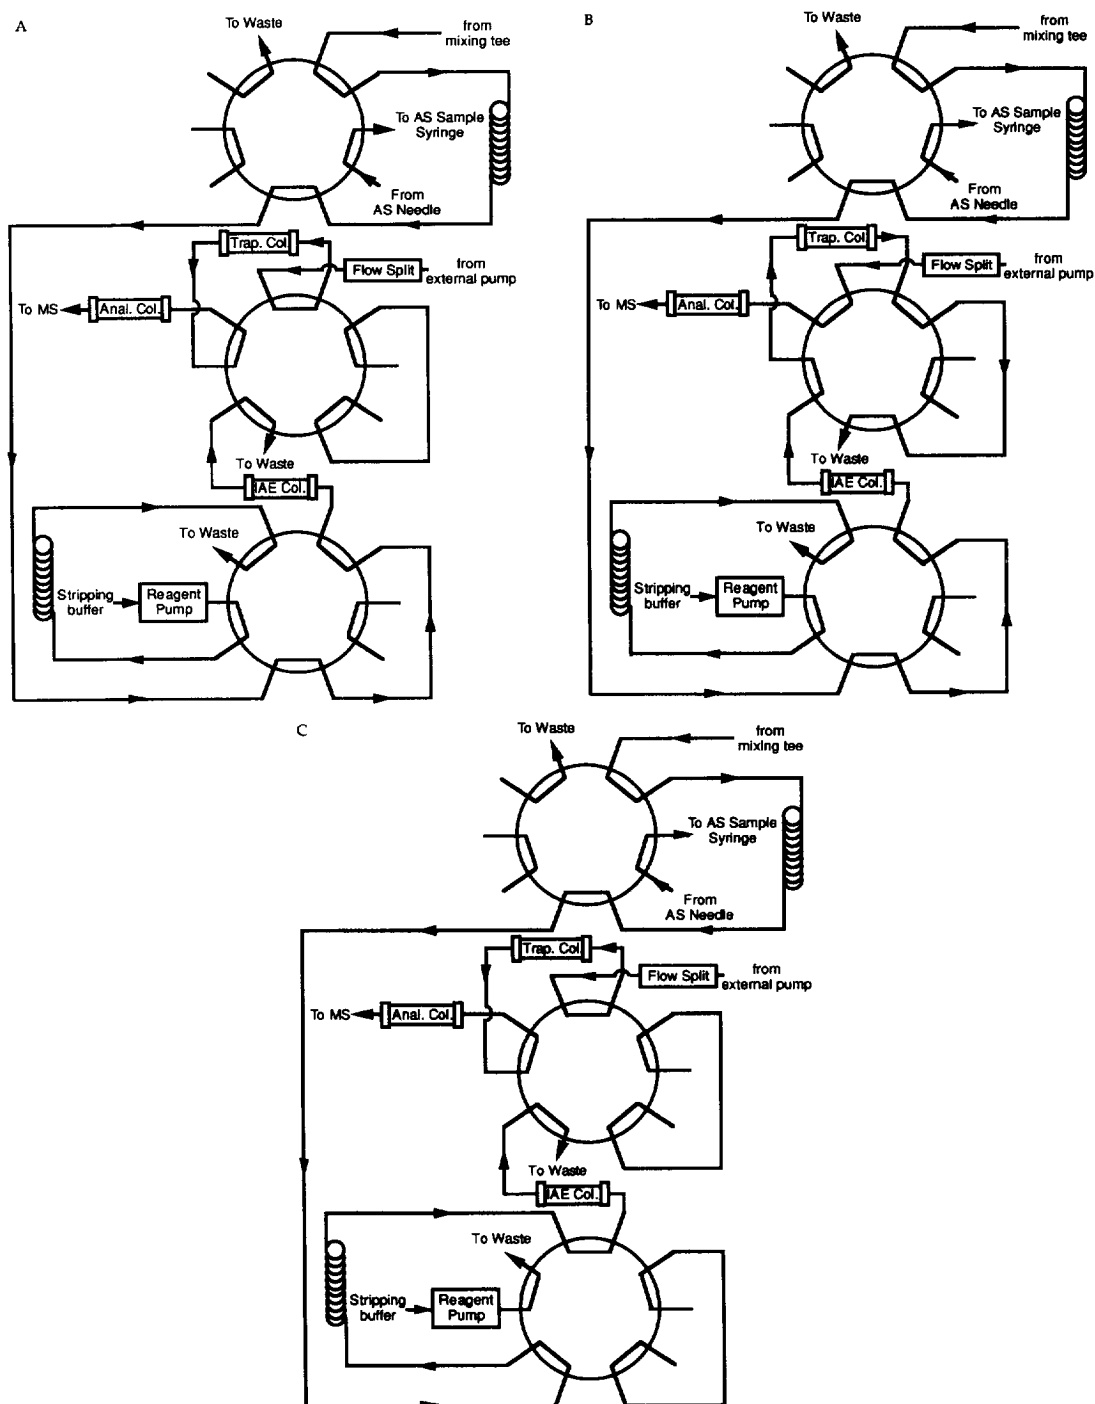 A
To Waste
from
mixing tee
To AS Sample
Syringe
From
AS Needle
Trap. Col.
Flow Split
from
external pump
To MS
Anal. Col.
To Waste
IAE Col.
To Waste
Stripping
buffer
Reagent
Pump
B
To Waste
from
mixing tee
To AS Sample
Syringe
From
AS Needle
Trap. Col.
Flow Split
from
external pump
To MS
Anal. Col.
To Waste
IAE Col.
To Waste
Stripping
buffer
Reagent
Pump
C
To Waste
from
mixing tee
To AS Sample
Syringe
From
AS Needle
Trap. Col.
Flow Split
from
external pump
To MS
Anal. Col.
To Waste
IAE Col.
To Waste
Stripping
buffer
Reagent
Pump